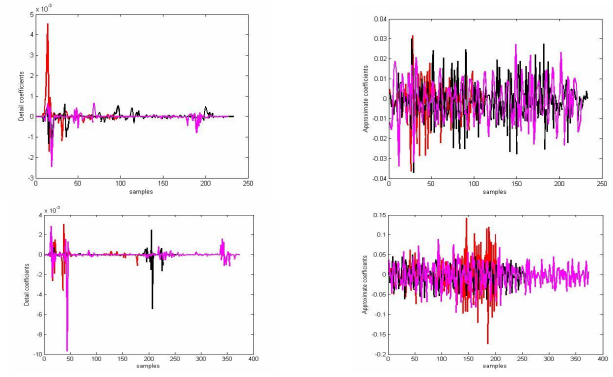 x 10⁻³
5
4
3
2
1
0
-1
-2
-3
Detail coefficients
0 50 100 150 200 250
samples
0.04
0.03
0.02
0.01
0
-0.01
-0.02
-0.03
-0.04
Approximate coefficients
0 50 100 150 200 250
samples
4
2
0
-2
-4
-6
-8
-10
Detail coefficients
0 50 100 150 200 250 300 350 400
samples
0.15
0.1
0.05
0
-0.05
-0.1
-0.15
-0.2
Approximate coefficients
0 50 100 150 200 250 300 350 400
samples